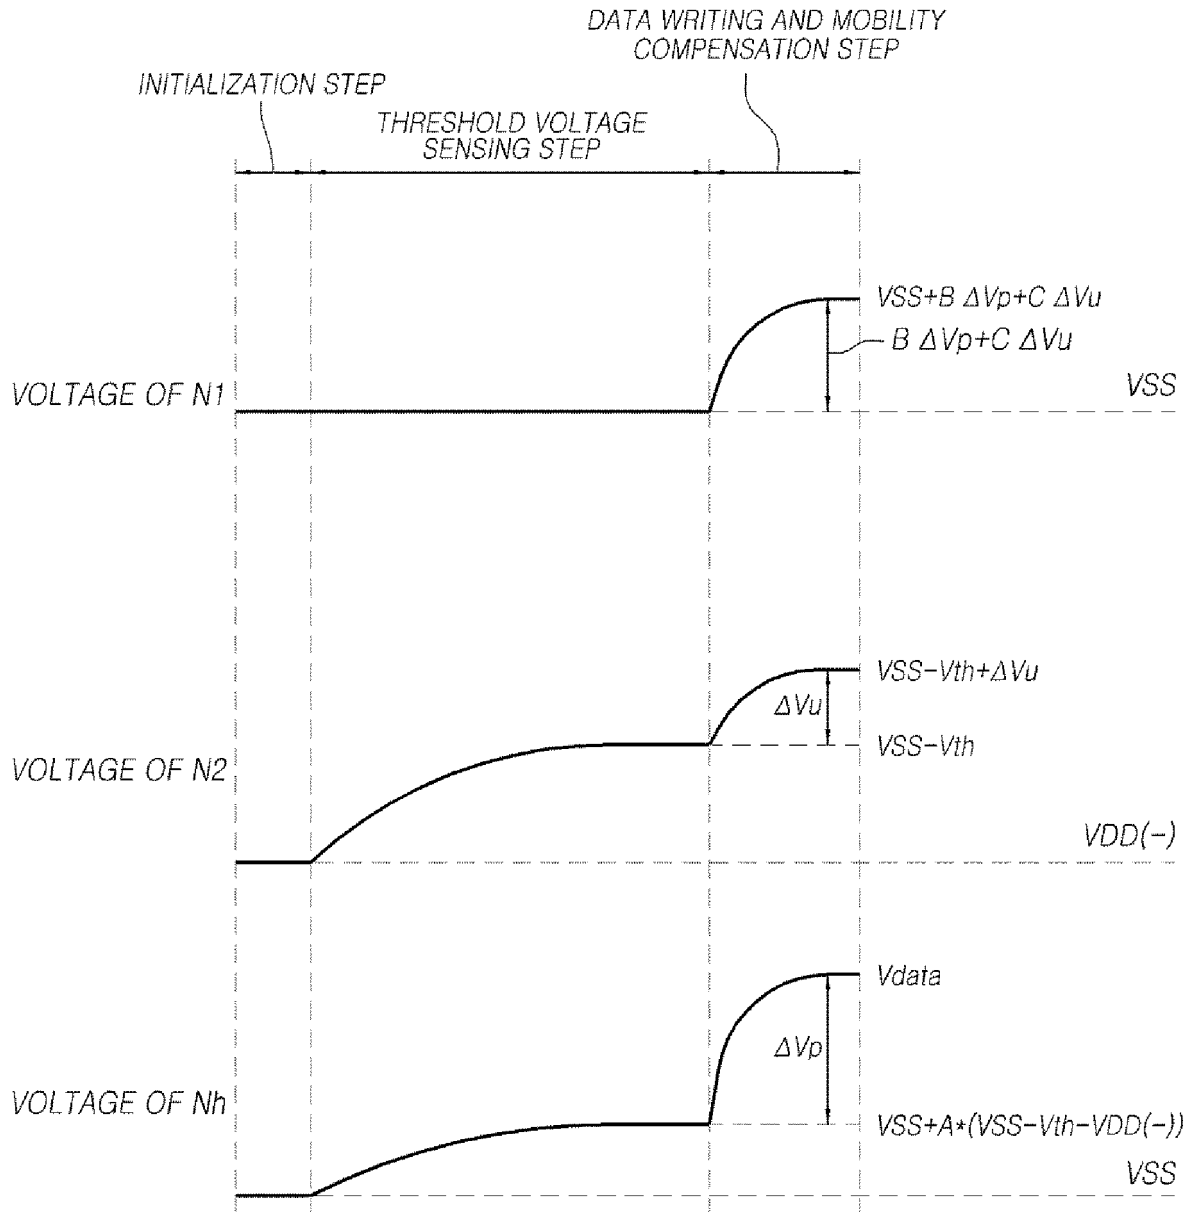 DATA WRITING AND MOBILITY
COMPENSATION STEP
INITIALIZATION STEP
THRESHOLD VOLTAGE
SENSING STEP
VSS+B ΔVp+C ΔVu
B ΔVp+C ΔVu
VOLTAGE OF N1
VSS
VSS-Vth+ΔVu
ΔVu
VSS-Vth
VOLTAGE OF N2
VDD(-)
Vdata
ΔVp
VOLTAGE OF Nh
VSS+A*(VSS-Vth-VDD(-))
VSS